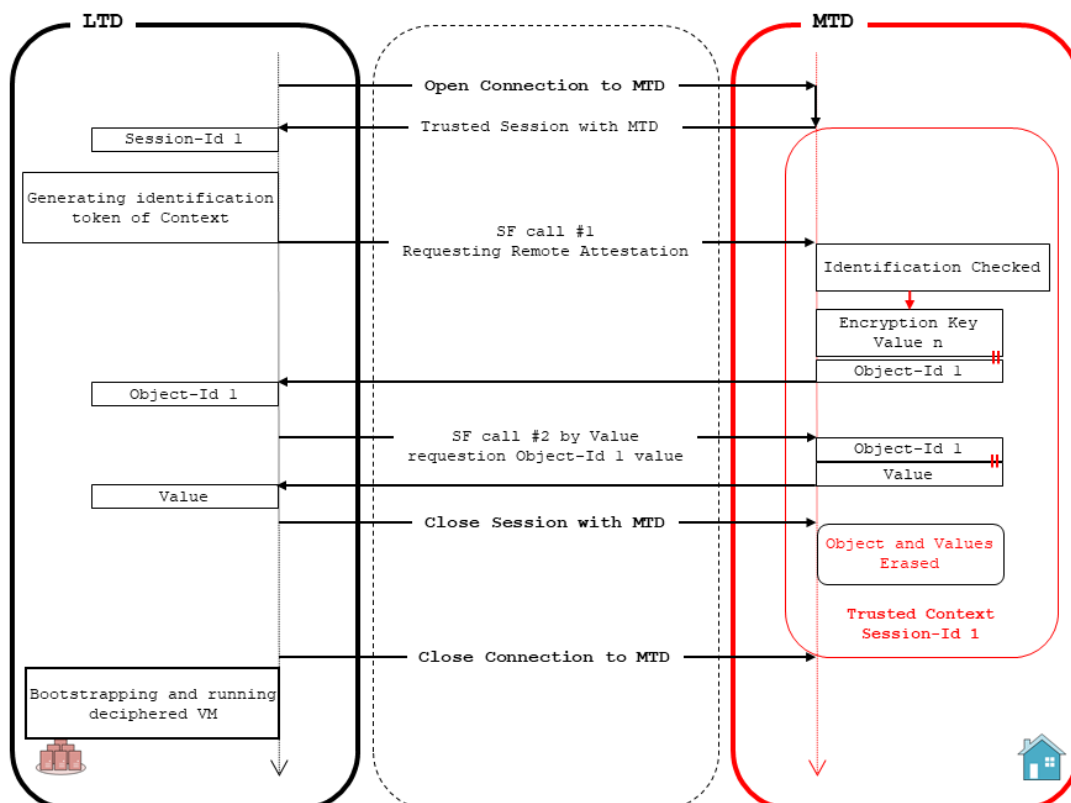 LTD
MTD
Open Connection to MTD
Trusted Session with MTD
Session-Id 1
Generating identification
token of Context
SF call #1
Requesting Remote Attestation
Identification Checked
Encryption Key
Value n
Object-Id 1
Object-Id 1
SF call #2 by Value
requestion Object-Id 1 value
Object-Id 1
Value
Value
Close Session with MTD
Object and Values
Erased
Trusted Context
Session-Id 1
Close Connection to MTD
Bootstrapping and running
deciphered VM